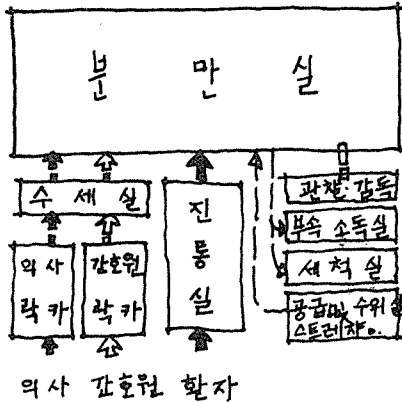 분 만 실
수 세 실
의사
락 카
간호원
락 카
진
통
실
관찰·감독
부속 소독실
세 척 실
공급및 수위실
스트레챠.
의사 간호원 환자